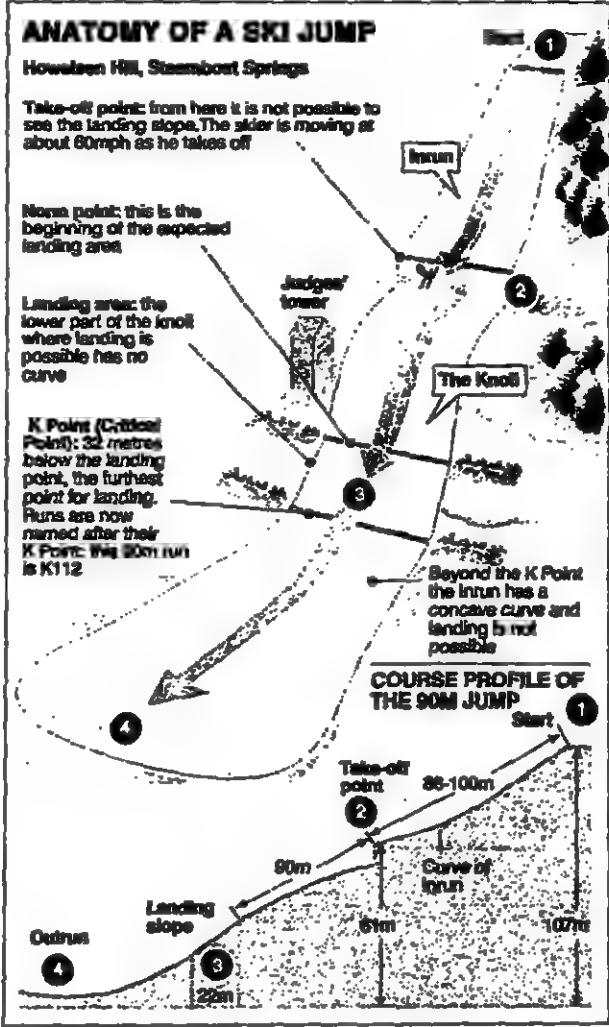 ANATOMY OF A SKI JUMP
Howelsen Hill, Steamboat Springs
Start
1
Take-off point: from here it is not possible to
see the landing slope. The skier is moving at
about 60mph as he takes off
Inrun
Norm point: this is the
beginning of the expected
landing area
2
Judges'
tower
Landing area: the
lower part of the knoll
where landing is
possible has no
curve
The Knoll
K Point (Critical
Point): 32 metres
below the landing
point, the furthest
point for landing.
Runs are now
named after their
K Point: this 90m run
is K112
3
Beyond the K Point
the Inrun has a
concave curve and
landing is not
possible
4
COURSE PROFILE OF
THE 90M JUMP
Start
1
Take-off
point
2
86-100m
90m
Curve of
inrun
Landing
slope
61m
107m
Outrun
4
3
22m